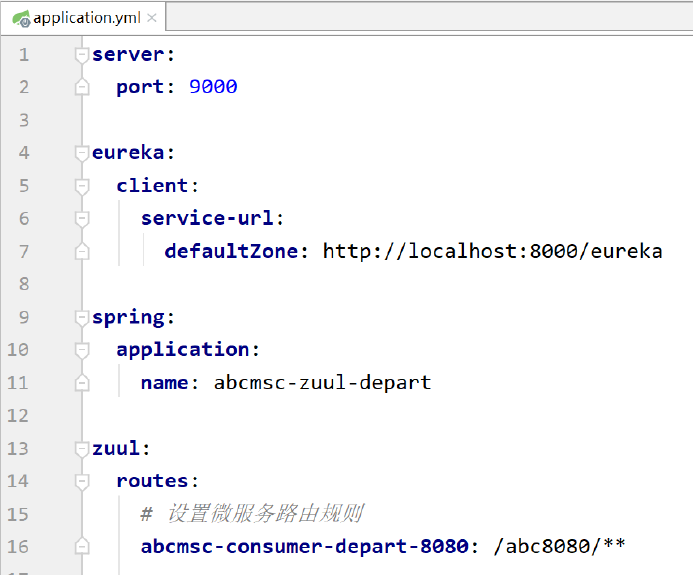 application.yml
1 server:
2 port: 9000
3
4 eureka:
5 client:
6 service-url:
7 defaultZone: http://localhost:8000/eureka
8
9 spring:
10 application:
11 name: abcmsc-zuul-depart
12
13 zuul:
14 routes:
15 # 设置微服务路由规则
16 abcmsc-consumer-depart-8080: /abc8080/**